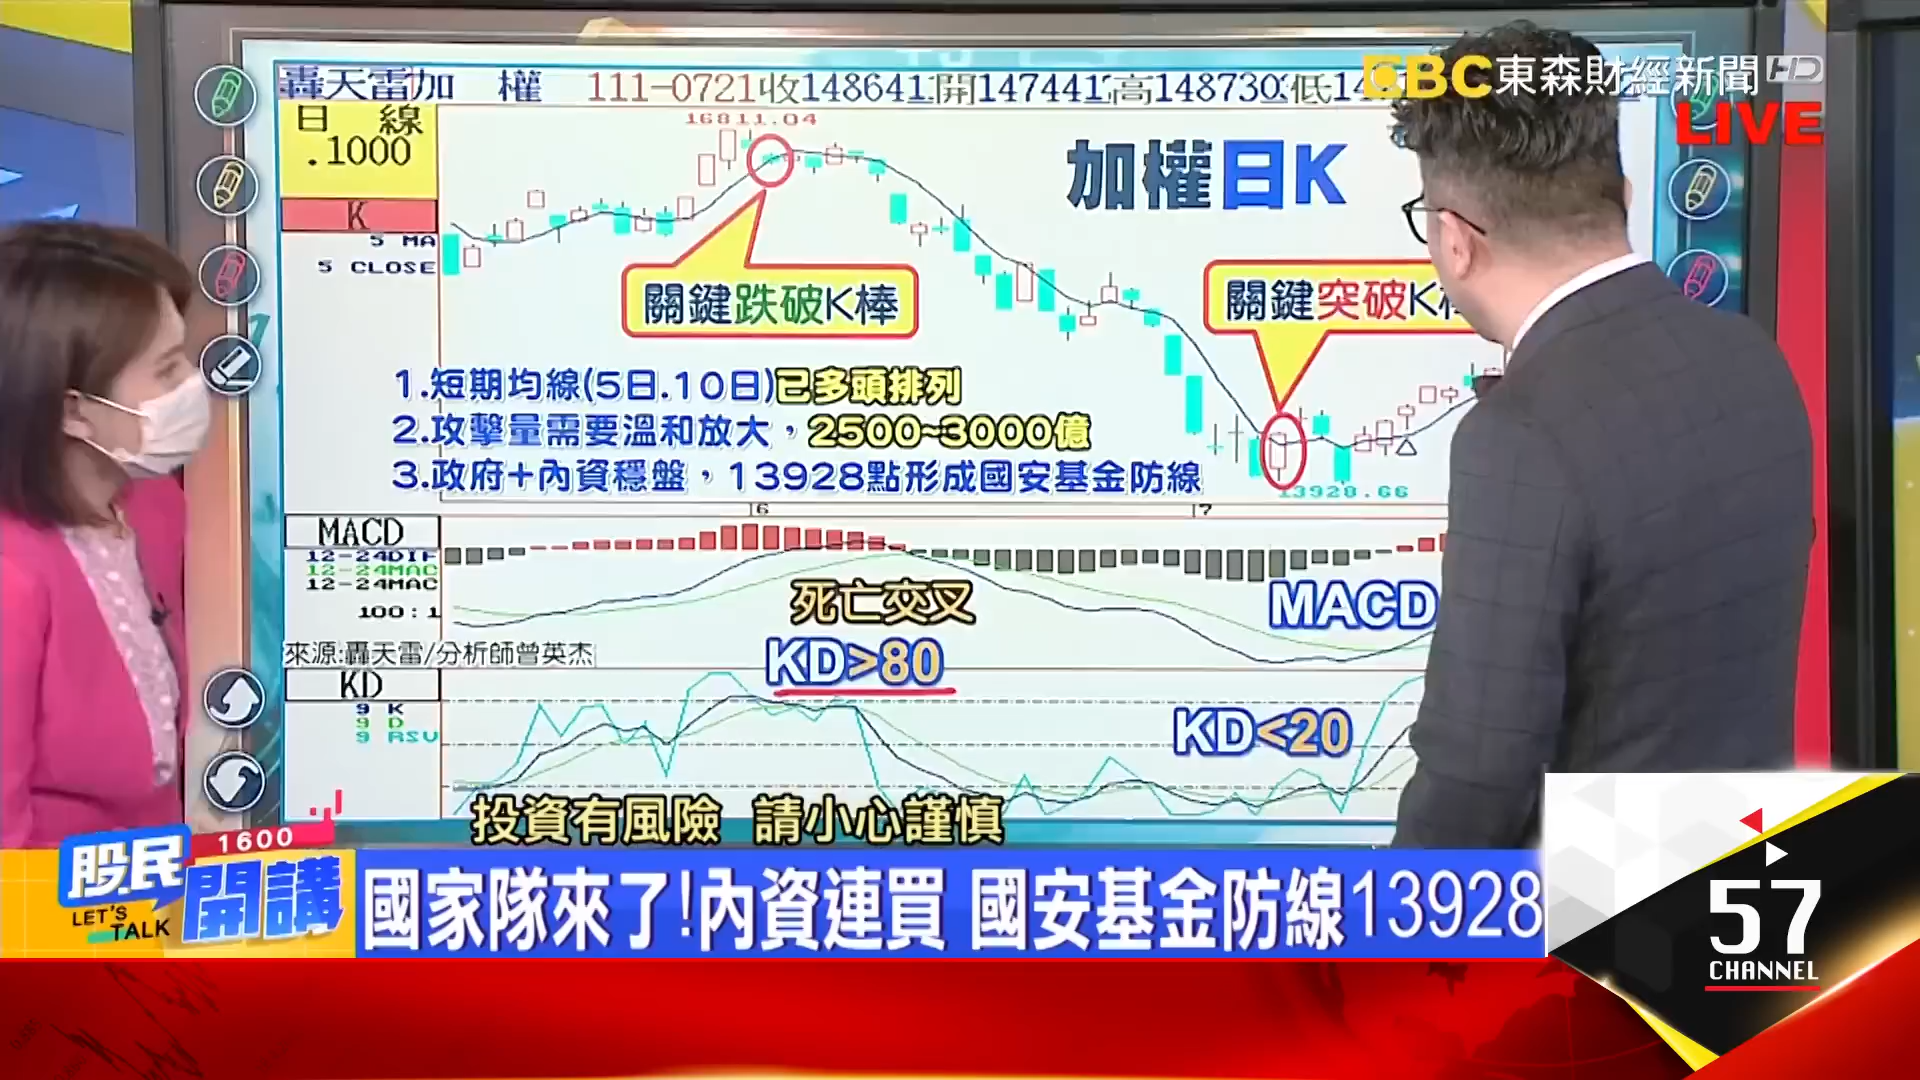 EBC東森財經新聞HD
LIVE
轟天雷加 權 111-0721收148641開147441高148730低14
日 線
.1000
16811.04
加權日K
K
5 MA
5 CLOSE
關鍵跌破K棒
關鍵突破K
1.短期均線(5日.10日)已多頭排列
2.攻擊量需要溫和放大，2500~3000億
3.政府+內資穩盤，13928點形成國安基金防線
13928.66
6
7
MACD
12-24DIF
12-24MAC
12-24MAC
100:1
死亡交叉
MACD
來源:轟天雷/分析師曾英杰
KD>80
KD
9 K
9 D
9 RSV
KD<20
投資有風險 請小心謹慎
股民
1600
開講
LET'S
TALK
國家隊來了!內資連買 國安基金防線13928
57
CHANNEL